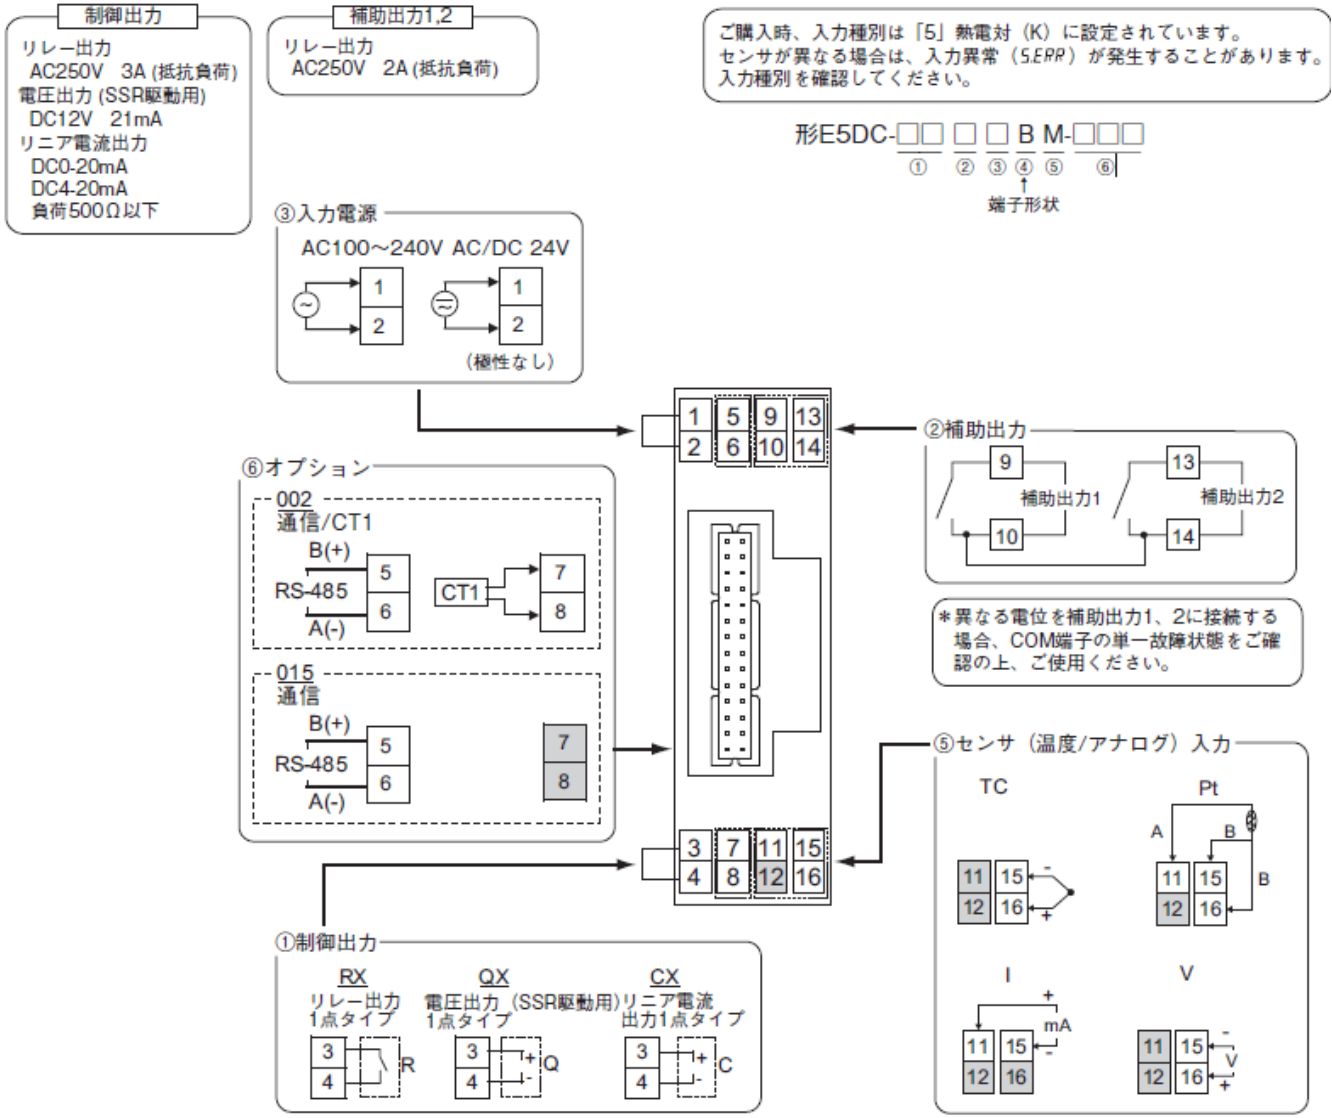 制御出力
リレー出力
AC250V 3A (抵抗負荷)
電圧出力 (SSR駆動用)
DC12V 21mA
リニア電流出力
DC0-20mA
DC4-20mA
負荷500Ω以下
補助出力1,2
リレー出力
AC250V 2A (抵抗負荷)
ご購入時、入力種別は「5」熱電対（K）に設定されています。
センサが異なる場合は、入力異常（S.ERR）が発生することがあります。
入力種別を確認してください。
形E5DC-□□ □ □ B M-□□□
① ② ③ ④ ⑤ ⑥
端子形状
③入力電源
AC100～240V AC/DC 24V
1 1
2 2
(極性なし)
1 5 9 13
2 6 10 14
②補助出力
9 13
補助出力1 補助出力2
10 14
＊異なる電位を補助出力1、2に接続する
場合、COM端子の単一故障状態をご確
認の上、ご使用ください。
⑥オプション
002
通信/CT1
B(+)
5 7
RS-485 CT1
6 8
A(-)
015
通信
B(+)
5 7
RS-485
6 8
A(-)
3 7 11 15
4 8 12 16
⑤センサ（温度/アナログ）入力
TC Pt
A B
11 15 - 11 15 B
12 16 + 12 16
I V
+
mA
11 15 - 11 15 -
V
12 16 12 16 +
①制御出力
RX QX CX
リレー出力 電圧出力（SSR駆動用) リニア電流
1点タイプ 1点タイプ 出力1点タイプ
3 3 + 3 +
R Q C
4 4 - 4 -